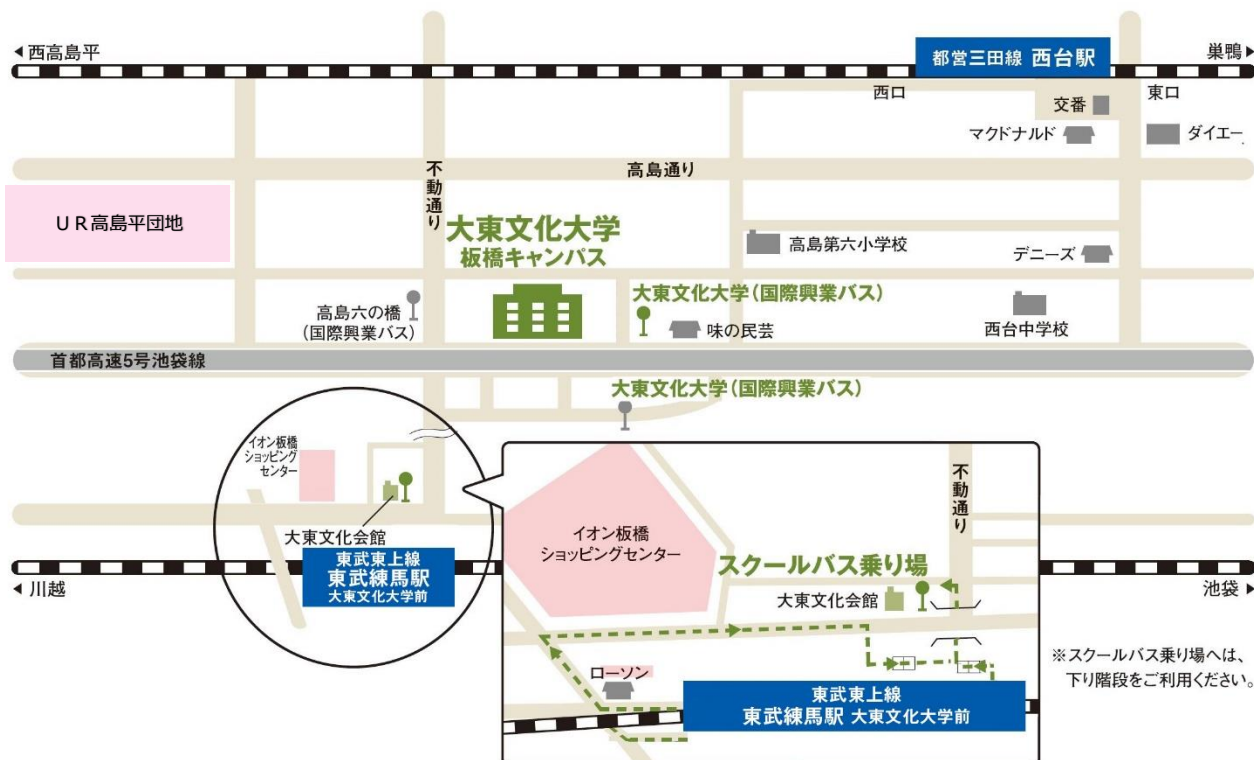 ◀西高島平
都営三田線 西台駅
巣鴨▶
西口
交番
東口
マクドナルド
ダイエー
不動通り
高島通り
UR高島平団地
大東文化大学
板橋キャンパス
高島第六小学校
デニーズ
大東文化大学(国際興業バス)
高島六の橋
(国際興業バス)
味の民芸
西台中学校
首都高速5号池袋線
大東文化大学(国際興業バス)
イオン板橋
ショッピング
センター
大東文化会館
東武東上線
東武練馬駅
大東文化大学前
◀川越
不動通り
イオン板橋
ショッピングセンター
スクールバス乗り場
大東文化会館
池袋▶
ローソン
東武東上線
東武練馬駅 大東文化大学前
※スクールバス乗り場へは、
下り階段をご利用ください。